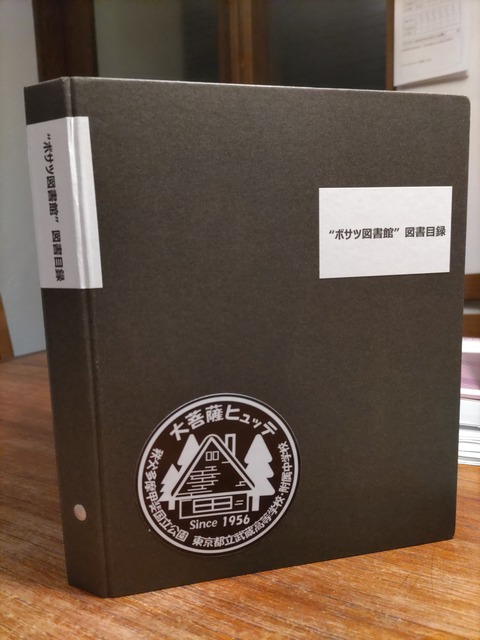 “ボサツ図書館” 図書目録
“ボサツ図書館” 図書目録
大菩薩ヒュッテ
Since 1956
秩父多摩甲斐国立公園 東京都立武蔵高等学校・附属中学校